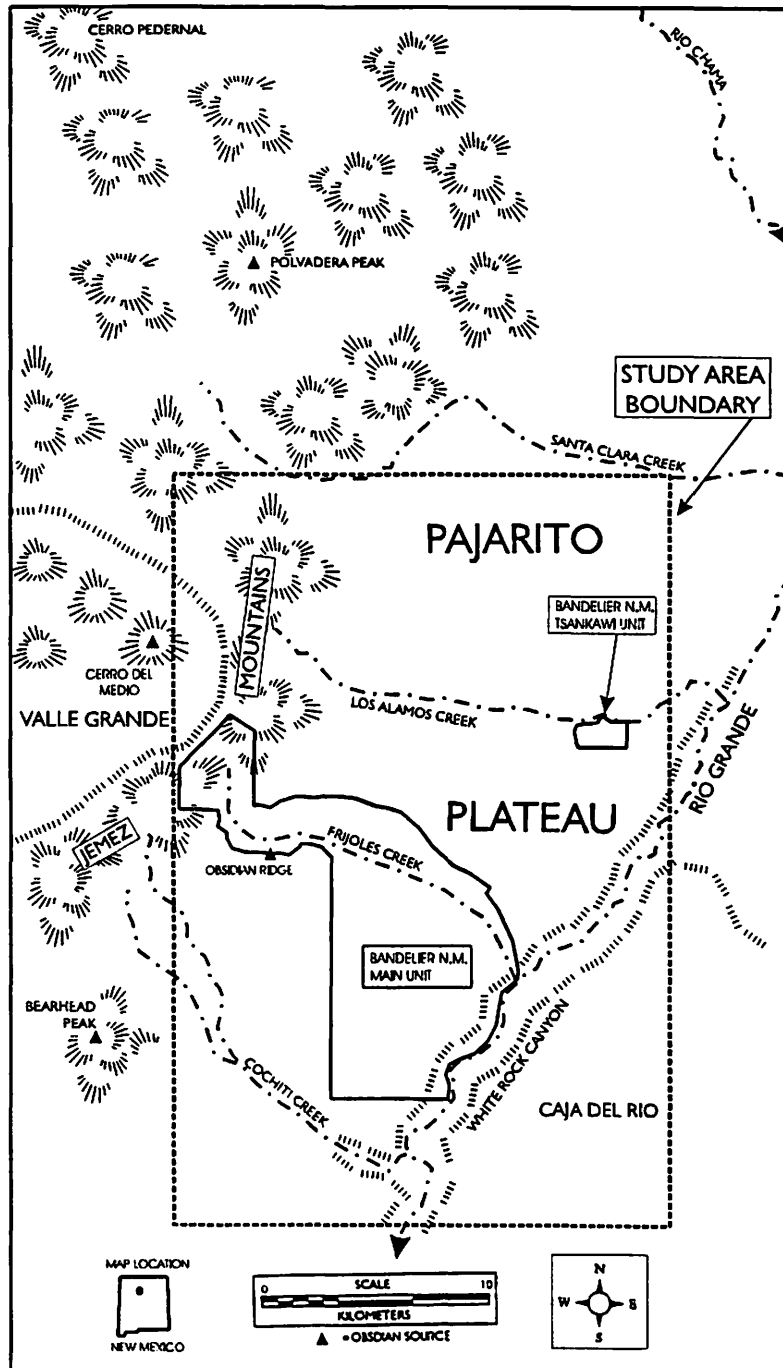 CERRO PEDERNAL
RIO CHAMA
POLVADERA PEAK
STUDY AREA
BOUNDARY
SANTA CLARA CREEK
PAJARITO
MOUNTAINS
BANDELIER N.M.
TSANKAWI UNIT
CERRO DEL
MEDIO
VALLE GRANDE
LOS ALAMOS CREEK
RIO GRANDE
PLATEAU
JEMEZ
FRIJOLES CREEK
OBSIDIAN RIDGE
BANDELIER N.M.
MAIN UNIT
BEARHEAD
PEAK
COCHITI CREEK
WHITE ROCK CANYON
CAJA DEL RIO
MAP LOCATION
NEW MEXICO
SCALE
0 10
KILOMETERS
▲ = OBSDIAN SOURCE
N
W E
S